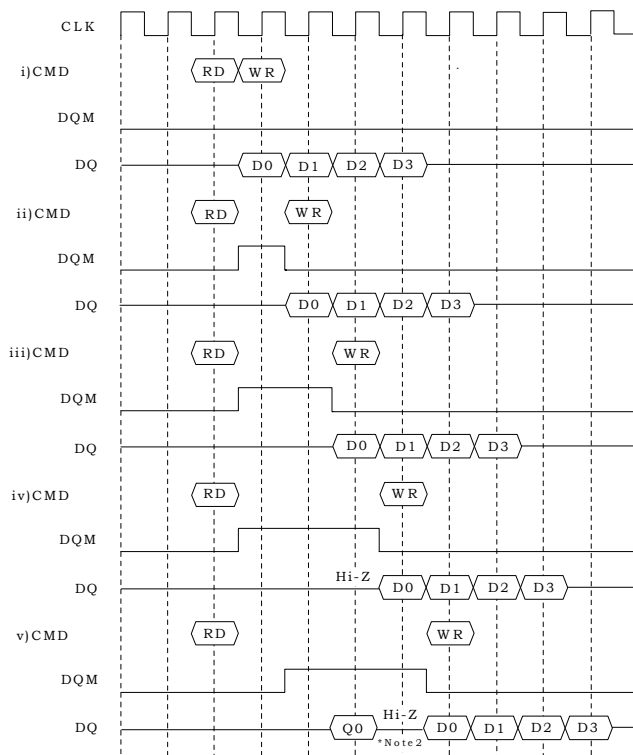 CLK
i)CMD RD WR
DQM
DQ D0 D1 D2 D3
ii)CMD RD WR
DQM
DQ D0 D1 D2 D3
iii)CMD RD WR
DQM
DQ D0 D1 D2 D3
iv)CMD RD WR
DQM
DQ Hi-Z D0 D1 D2 D3
v)CMD RD WR
DQM
DQ Q0 Hi-Z D0 D1 D2 D3
*Note2